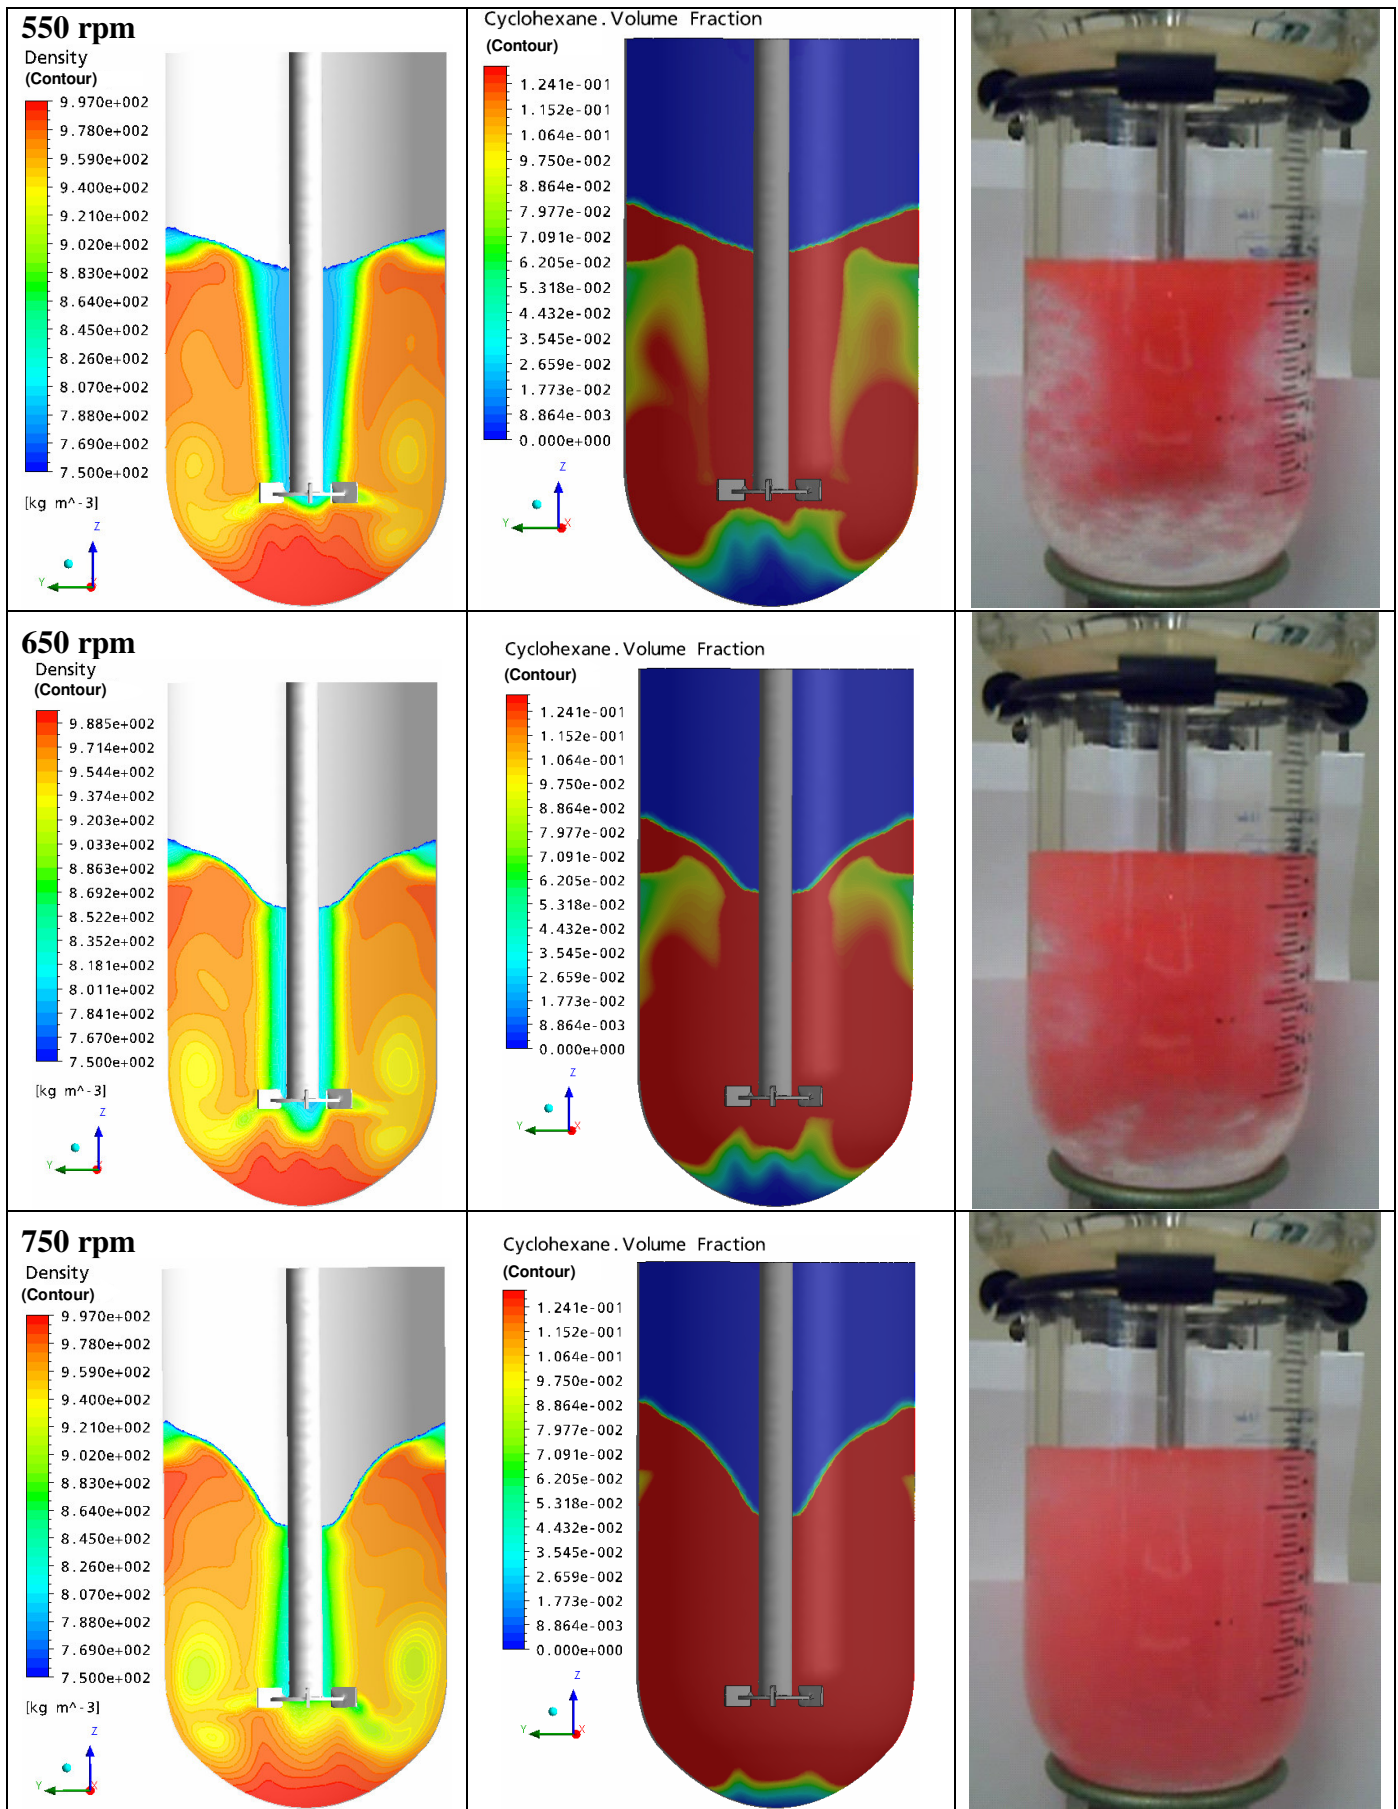 550 rpm
Density
(Contour)
9.970e+002
9.780e+002
9.590e+002
9.400e+002
9.210e+002
9.020e+002
8.830e+002
8.640e+002
8.450e+002
8.260e+002
8.070e+002
7.880e+002
7.690e+002
7.500e+002
[kg m^-3]
Z
Y
Cyclohexane.Volume Fraction
(Contour)
1.241e-001
1.152e-001
1.064e-001
9.750e-002
8.864e-002
7.977e-002
7.091e-002
6.205e-002
5.318e-002
4.432e-002
3.545e-002
2.659e-002
1.773e-002
8.864e-003
0.000e+000
Z
Y
X
650 rpm
Density
(Contour)
9.885e+002
9.714e+002
9.544e+002
9.374e+002
9.203e+002
9.033e+002
8.863e+002
8.692e+002
8.522e+002
8.352e+002
8.181e+002
8.011e+002
7.841e+002
7.670e+002
7.500e+002
[kg m^-3]
Z
Y
X
Cyclohexane.Volume Fraction
(Contour)
1.241e-001
1.152e-001
1.064e-001
9.750e-002
8.864e-002
7.977e-002
7.091e-002
6.205e-002
5.318e-002
4.432e-002
3.545e-002
2.659e-002
1.773e-002
8.864e-003
0.000e+000
Z
Y
X
750 rpm
Density
(Contour)
9.970e+002
9.780e+002
9.590e+002
9.400e+002
9.210e+002
9.020e+002
8.830e+002
8.640e+002
8.450e+002
8.260e+002
8.070e+002
7.880e+002
7.690e+002
7.500e+002
[kg m^-3]
Z
Y
X
Cyclohexane.Volume Fraction
(Contour)
1.241e-001
1.152e-001
1.064e-001
9.750e-002
8.864e-002
7.977e-002
7.091e-002
6.205e-002
5.318e-002
4.432e-002
3.545e-002
2.659e-002
1.773e-002
8.864e-003
0.000e+000
Z
Y
X